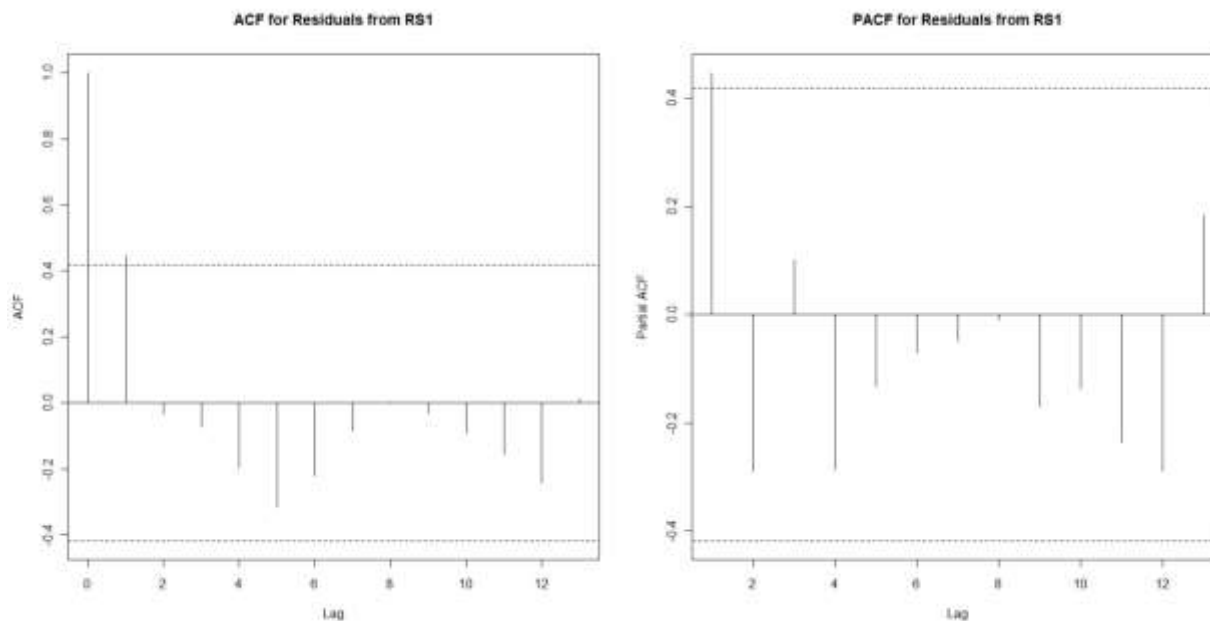 ACF for Residuals from RS1
ACF
1.0
0.8
0.6
0.4
0.2
0.0
-0.2
-0.4
0 2 4 6 8 10 12
Lag
PACF for Residuals from RS1
Partial ACF
0.4
0.2
0.0
-0.2
-0.4
2 4 6 8 10 12
Lag